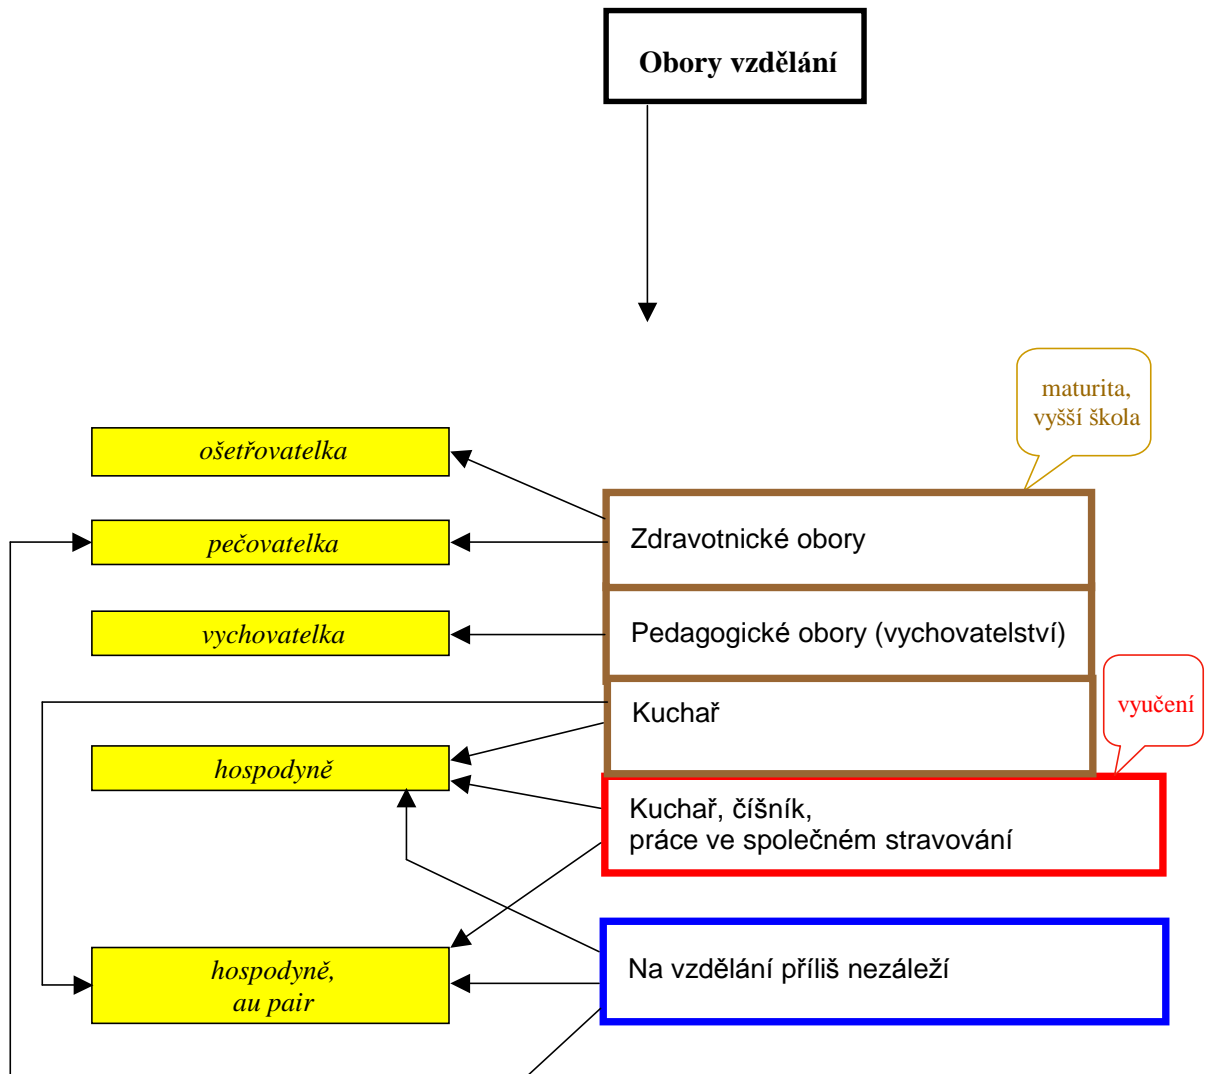 Obory vzdělání
maturita,
vyšší škola
ošetřovatelka
Zdravotnické obory
pečovatelka
vychovatelka
Pedagogické obory (vychovatelství)
Kuchař
vyučení
hospodyně
Kuchař, číšník,
práce ve společném stravování
Na vzdělání příliš nezáleží
hospodyně,
au pair